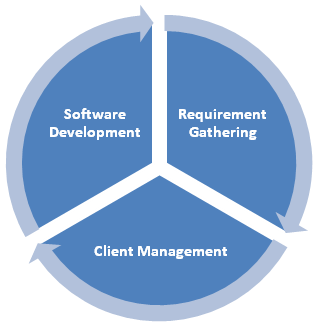 Software
Development
Requirement
Gathering
Client Management